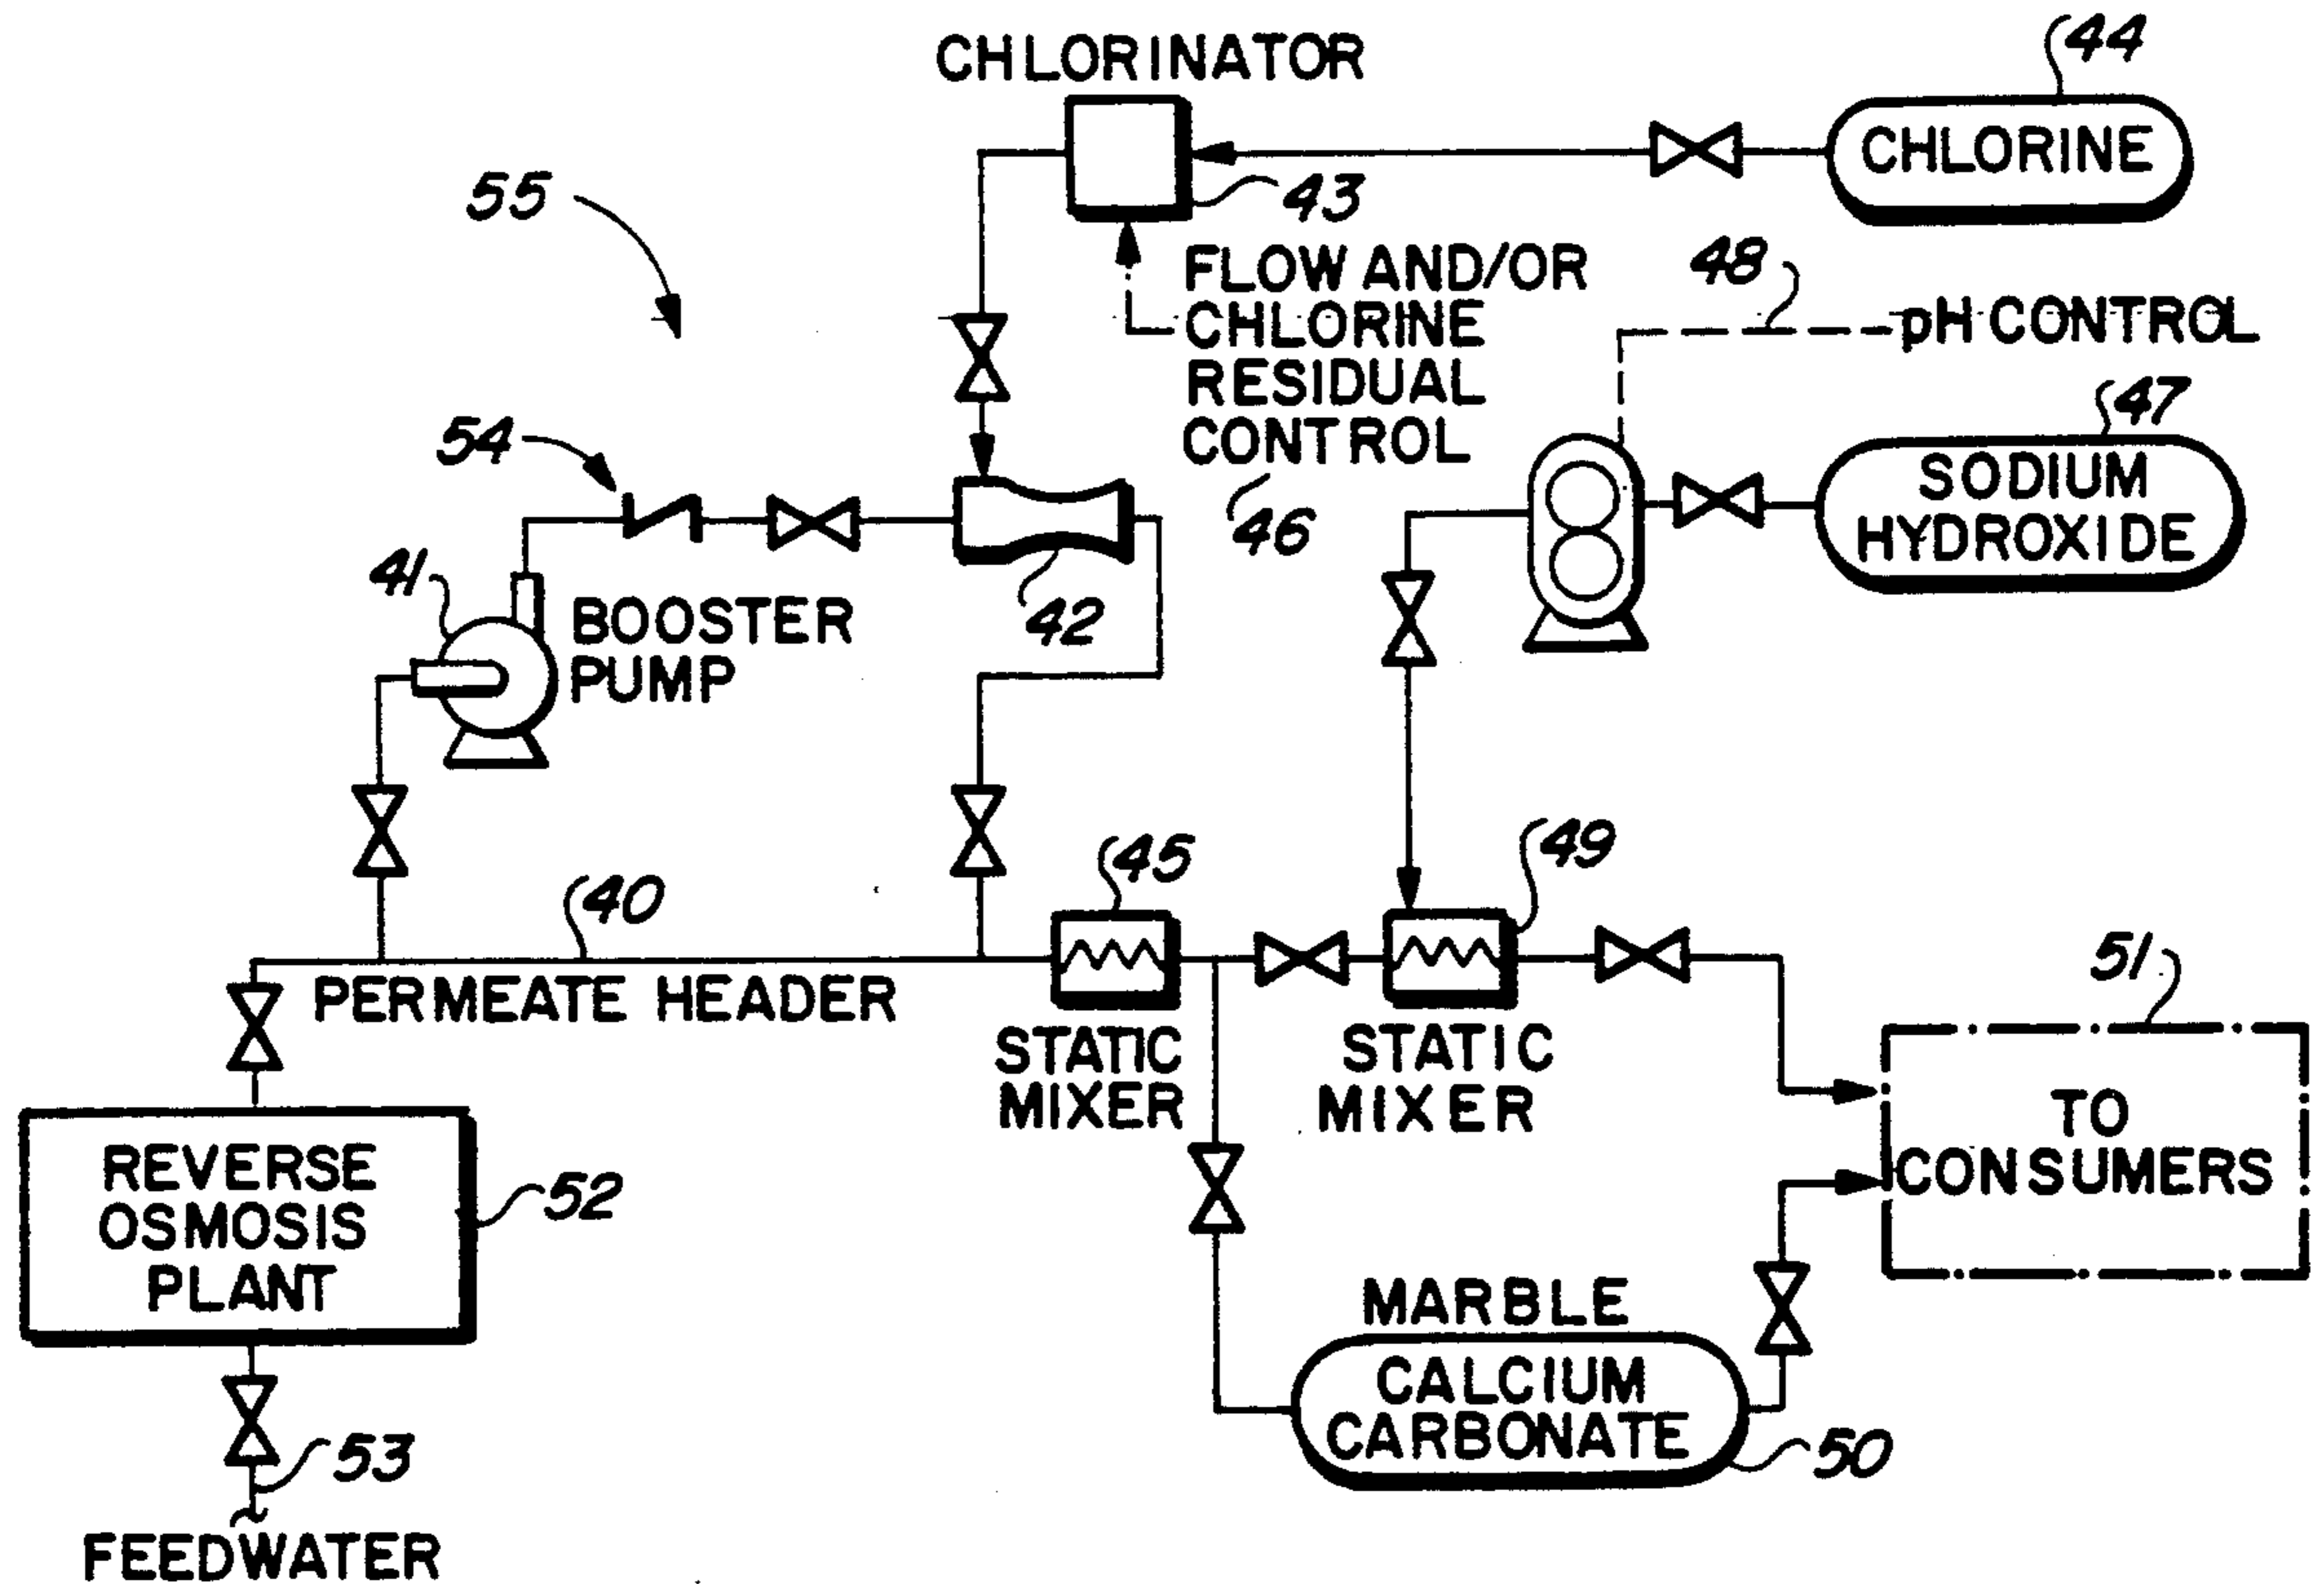 CHLORINATOR
44
CHLORINE
43
55
FLOW AND/OR
CHLORINE
RESIDUAL
CONTROL
46
48
pH CONTROL
47
SODIUM
HYDROXIDE
54
42
41
BOOSTER
PUMP
40
PERMEATE HEADER
45
STATIC
MIXER
49
STATIC
MIXER
51
TO
CONSUMERS
REVERSE
OSMOSIS
PLANT
52
MARBLE
CALCIUM
CARBONATE
50
53
FEEDWATER